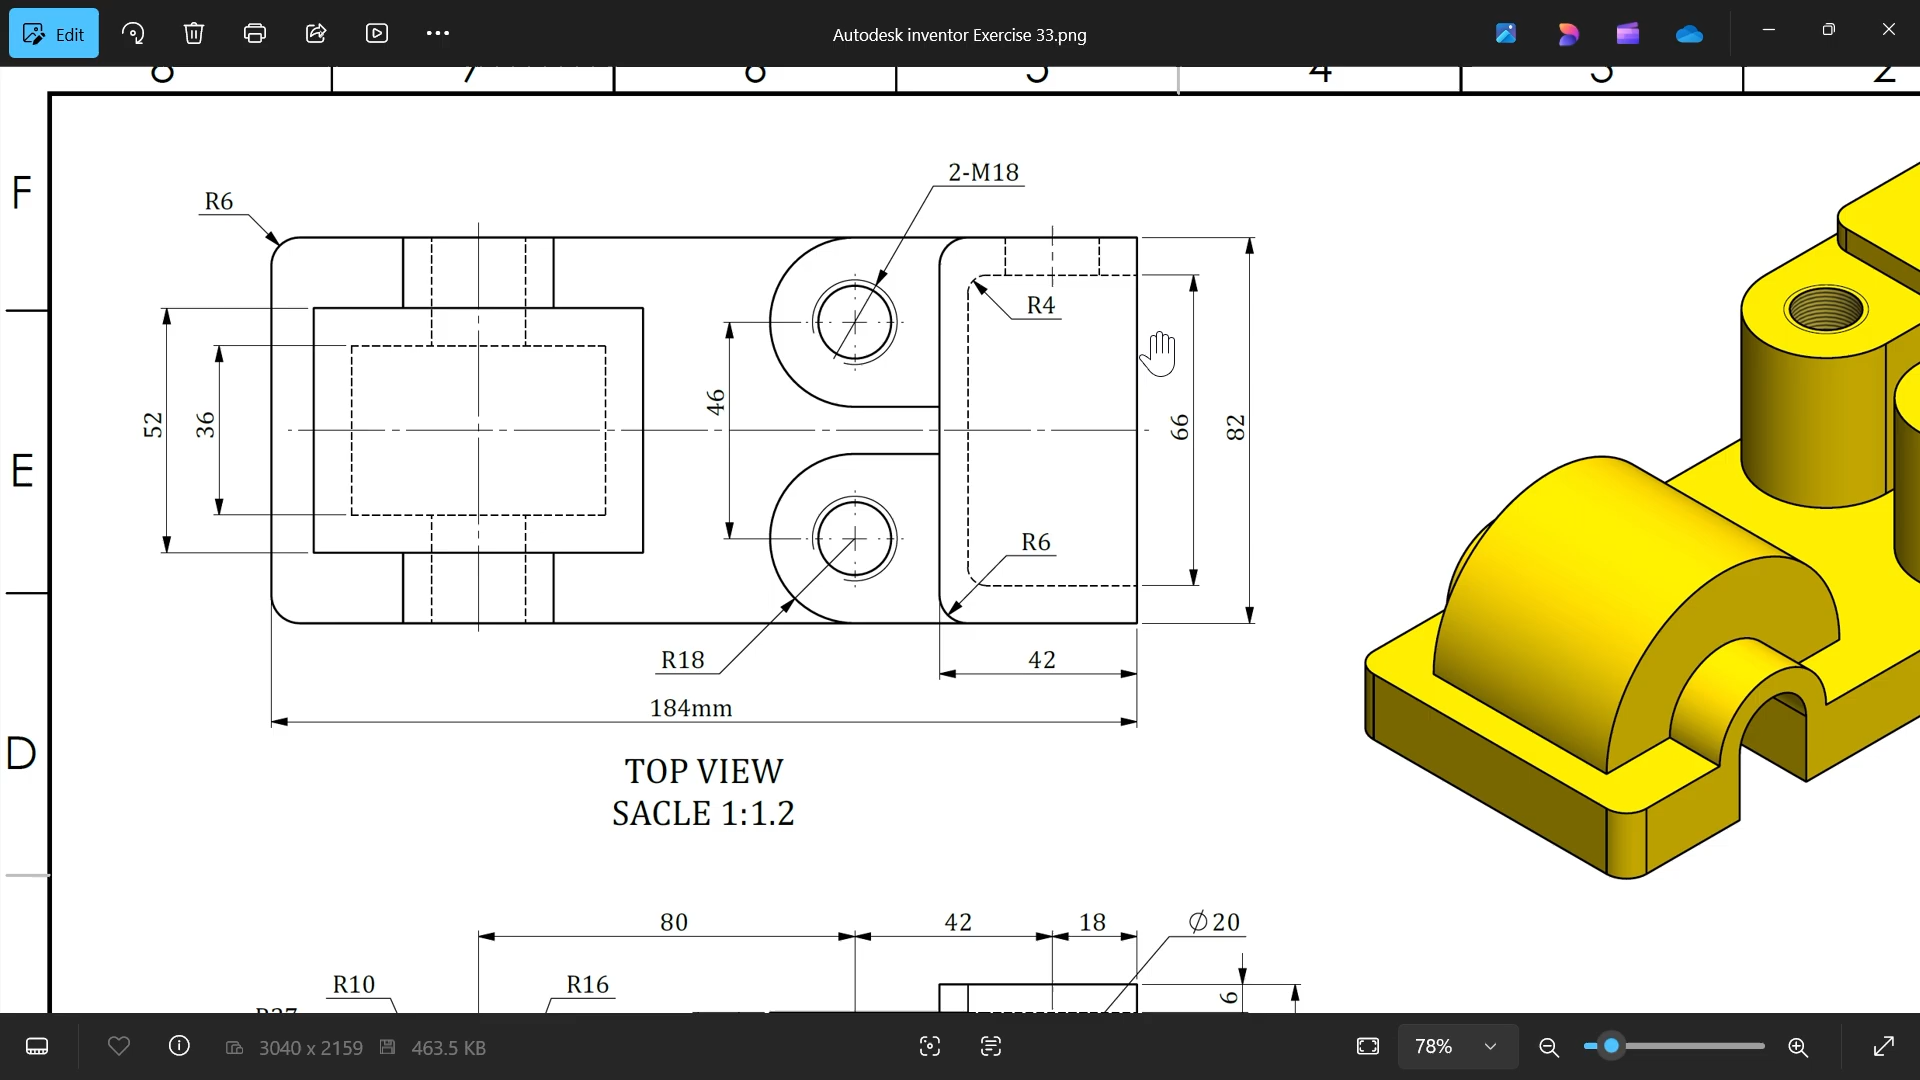 Edit
Autodesk inventor Exercise 33.png
6
7
6
5
4
3
2
F
E
D
2-M18
R6
R4
52
36
46
66
82
R6
R18
42
184mm
TOP VIEW
SACLE 1:1.2
80
42
18
∅20
R10
R16
6
3040 x 2159
463.5 KB
78%